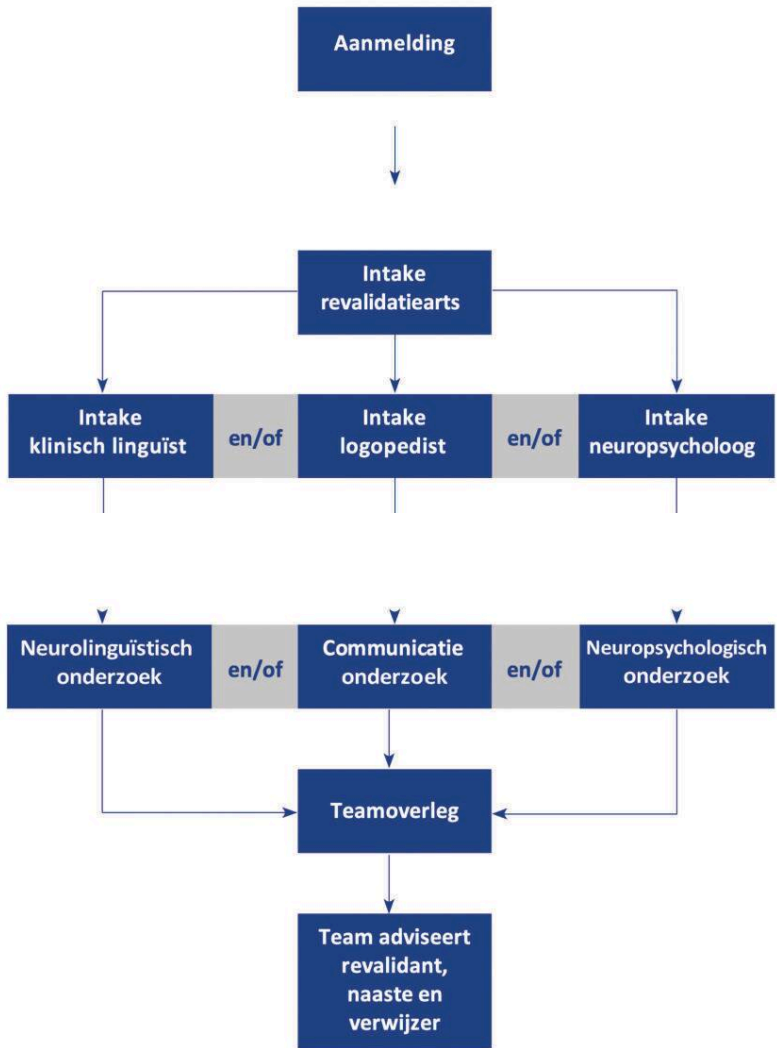 Aanmelding
Intake
revalidatiearts
Intake
klinisch linguïst
en/of
Intake
logopedist
en/of
Intake
neuropsycholoog
Neurolinguïstisch
onderzoek
en/of
Communicatie
onderzoek
en/of
Neuropsychologisch
onderzoek
Teamoverleg
Team adviseert
revalidant,
naaste en
verwijzer